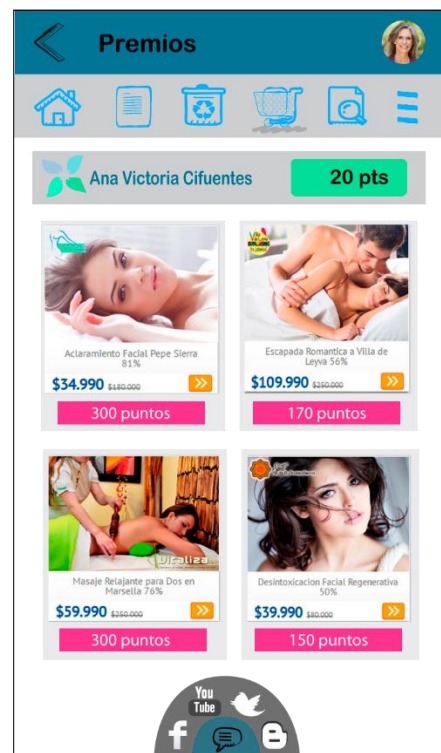 Premios
Ana Victoria Cifuentes
20 pts
Aclaramiento Facial Pepe Sierra
81%
$34.990 $180.000
300 puntos
Escapada Romantica a Villa de
Leyva 56%
$109.990 $250.000
170 puntos
Vitaliza
Masaje Relajante para Dos en
Marsella 76%
$59.990 $250.000
300 puntos
Desintoxicacion Facial Regenerativa
50%
$39.990 $80.000
150 puntos
You
Tube